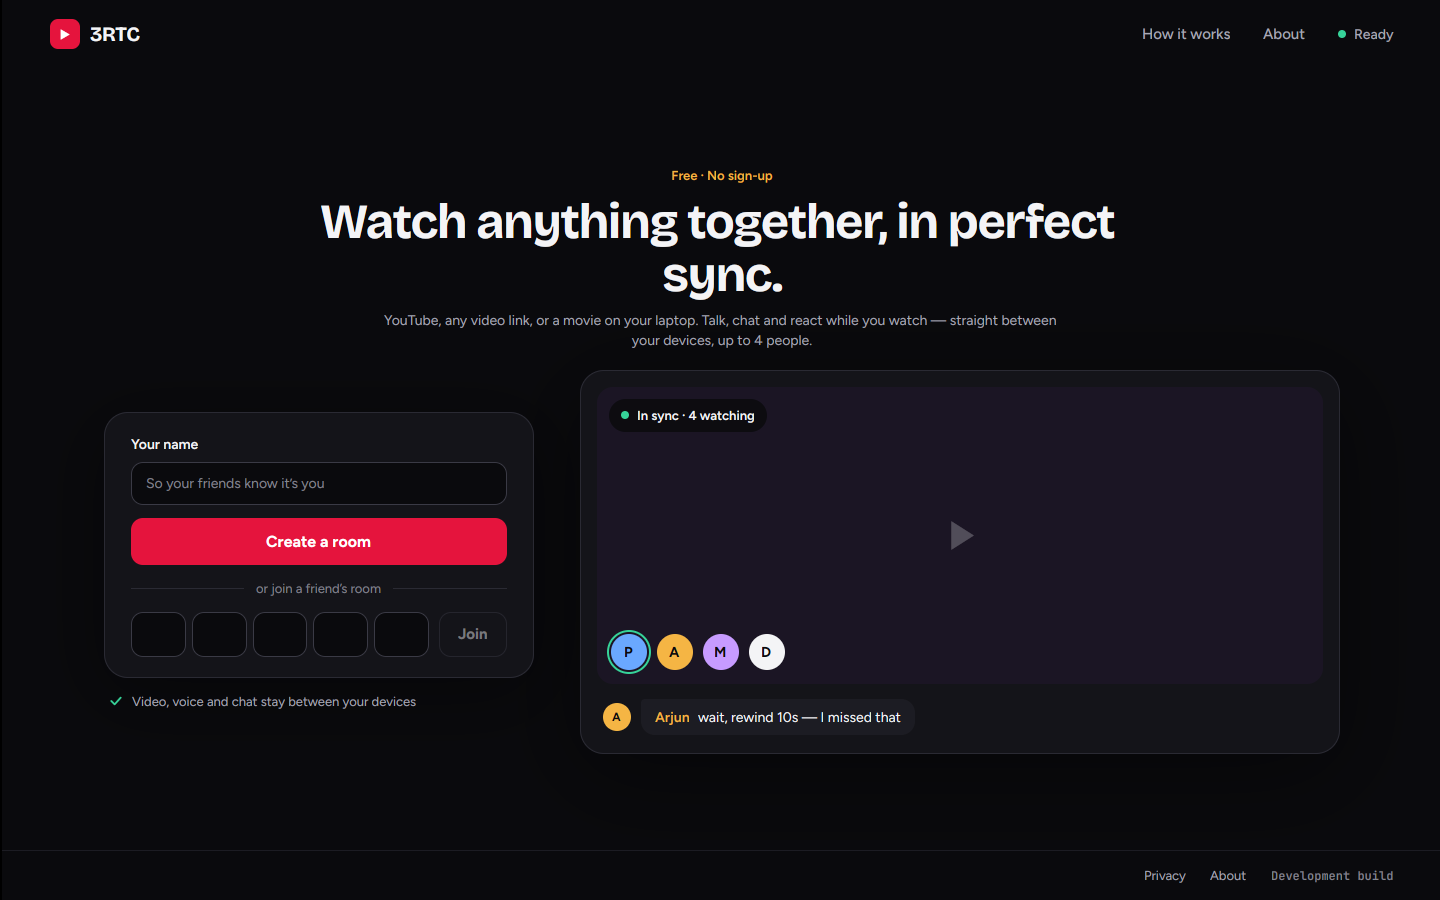 3RTC
How it works
About
Ready
Free · No sign-up
Watch anything together, in perfect
sync.
YouTube, any video link, or a movie on your laptop. Talk, chat and react while you watch — straight between
your devices, up to 4 people.
Your name
So your friends know it’s you
Create a room
or join a friend’s room
Join
Video, voice and chat stay between your devices
In sync · 4 watching
P A M D
A Arjun wait, rewind 10s — I missed that
Privacy
About
Development build